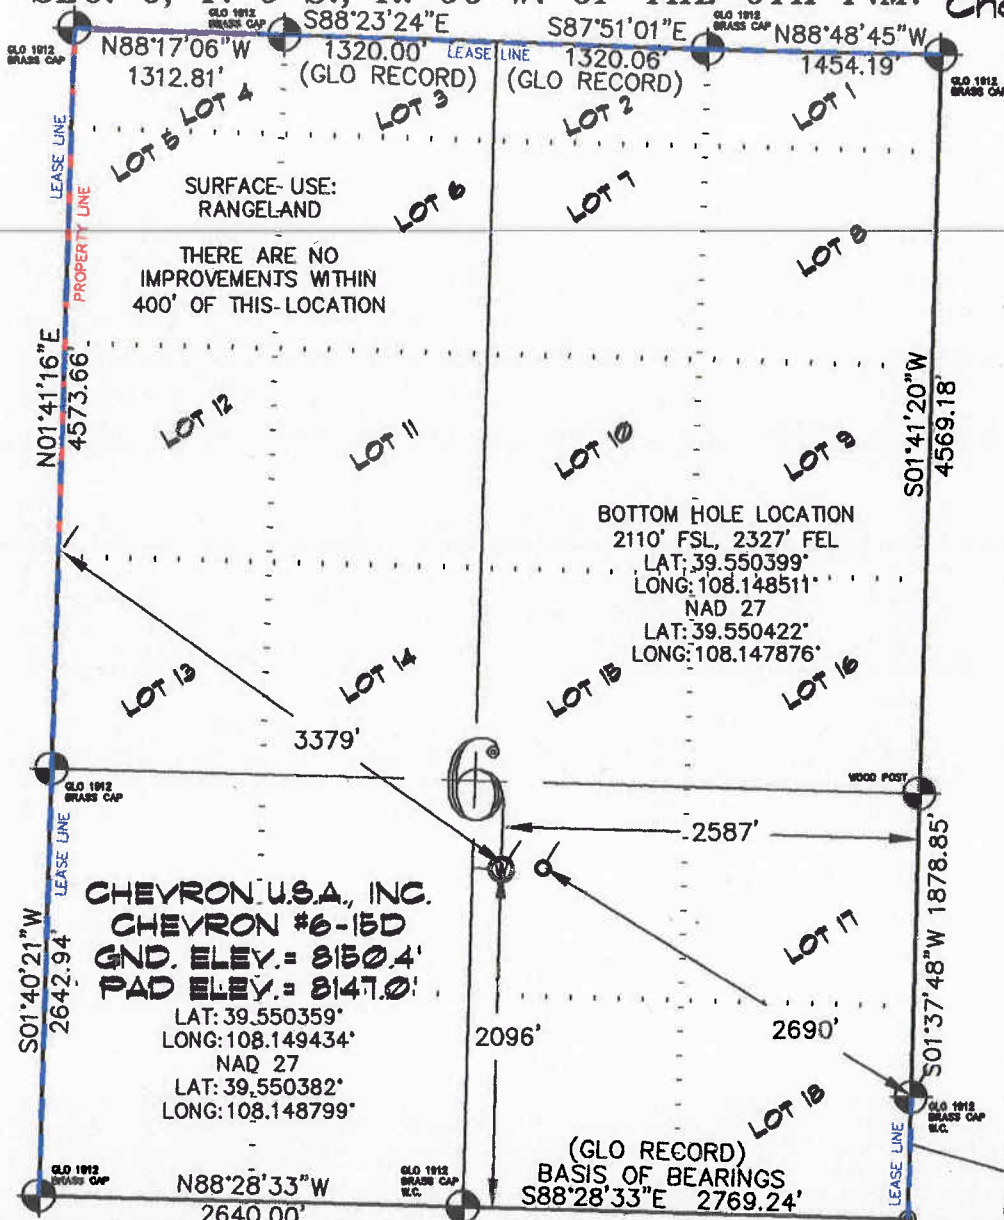 GLO 1912
BRASS CAP
GLO 1912
BRASS CAP
S88°23'24"E
1320.00'
(GLO RECORD)
LEASE LINE
S87°51'01"E
1320.06'
(GLO RECORD)
GLO 1912
BRASS CAP
N88°48'45"W
1454.19'
GLO 1912
BRASS CAP
N88°17'06"W
1312.81'
LOT 4
LOT 3
LOT 2
LOT 1
LOT 5
LOT 6
LOT 7
LOT 8
LEASE LINE
PROPERTY LINE
SURFACE USE:
RANGELAND
THERE ARE NO
IMPROVEMENTS WITHIN
400' OF THIS LOCATION
N01°41'16"E
4573.66'
S01°41'20"W
4569.18'
LOT 12
LOT 11
LOT 10
LOT 9
BOTTOM HOLE LOCATION
2110' FSL, 2327' FEL
LAT: 39.550399°
LONG: 108.148511°
NAD 27
LAT: 39.550422°
LONG: 108.147876°
LOT 13
LOT 14
LOT 15
LOT 16
3379'
6
GLO 1912
BRASS CAP
WOOD POST
2587'
LEASE LINE
S01°40'21"W
2642.94'
CHEVRON U.S.A., INC.
CHEVRON #6-15D
GND. ELEV.= 8150.4'
PAD ELEV.= 8147.0'
LAT: 39.550359°
LONG: 108.149434°
NAD 27
LAT: 39.550382°
LONG: 108.148799°
S01°37'48"W 1878.85'
LOT 17
2096'
2690'
LOT 18
GLO 1912
BRASS CAP
W.C.
LEASE LINE
GLO 1912
BRASS CAP
N88°28'33"W
2640.00'
GLO 1912
BRASS CAP
W.C.
(GLO RECORD)
BASIS OF BEARINGS
S88°28'33"E 2769.24'